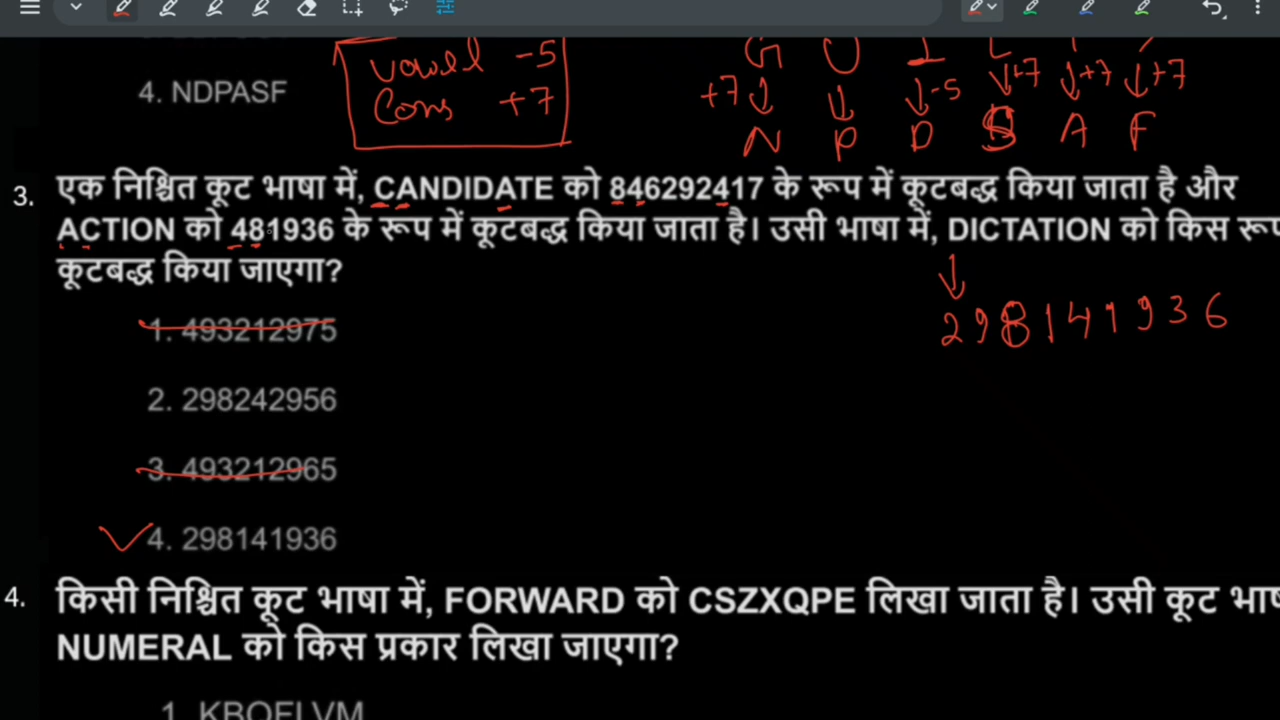 vowel -5
Cons +7
4. NDPASF
+7 -5 +7 +7 +7
N P D A F
3. एक निश्चित कूट भाषा में, CANDIDATE को 846292417 के रूप में कूटबद्ध किया जाता है और
ACTION को 481936 के रूप में कूटबद्ध किया जाता है। उसी भाषा में, DICTATION को किस रूप
कूटबद्ध किया जाएगा?
298141936
1. 493212975
2. 298242956
3. 493212965
4. 298141936
4. किसी निश्चित कूट भाषा में, FORWARD को CSZXQPE लिखा जाता है। उसी कूट
NUMERAL को किस प्रकार लिखा जाएगा?
1. KBOFLVM